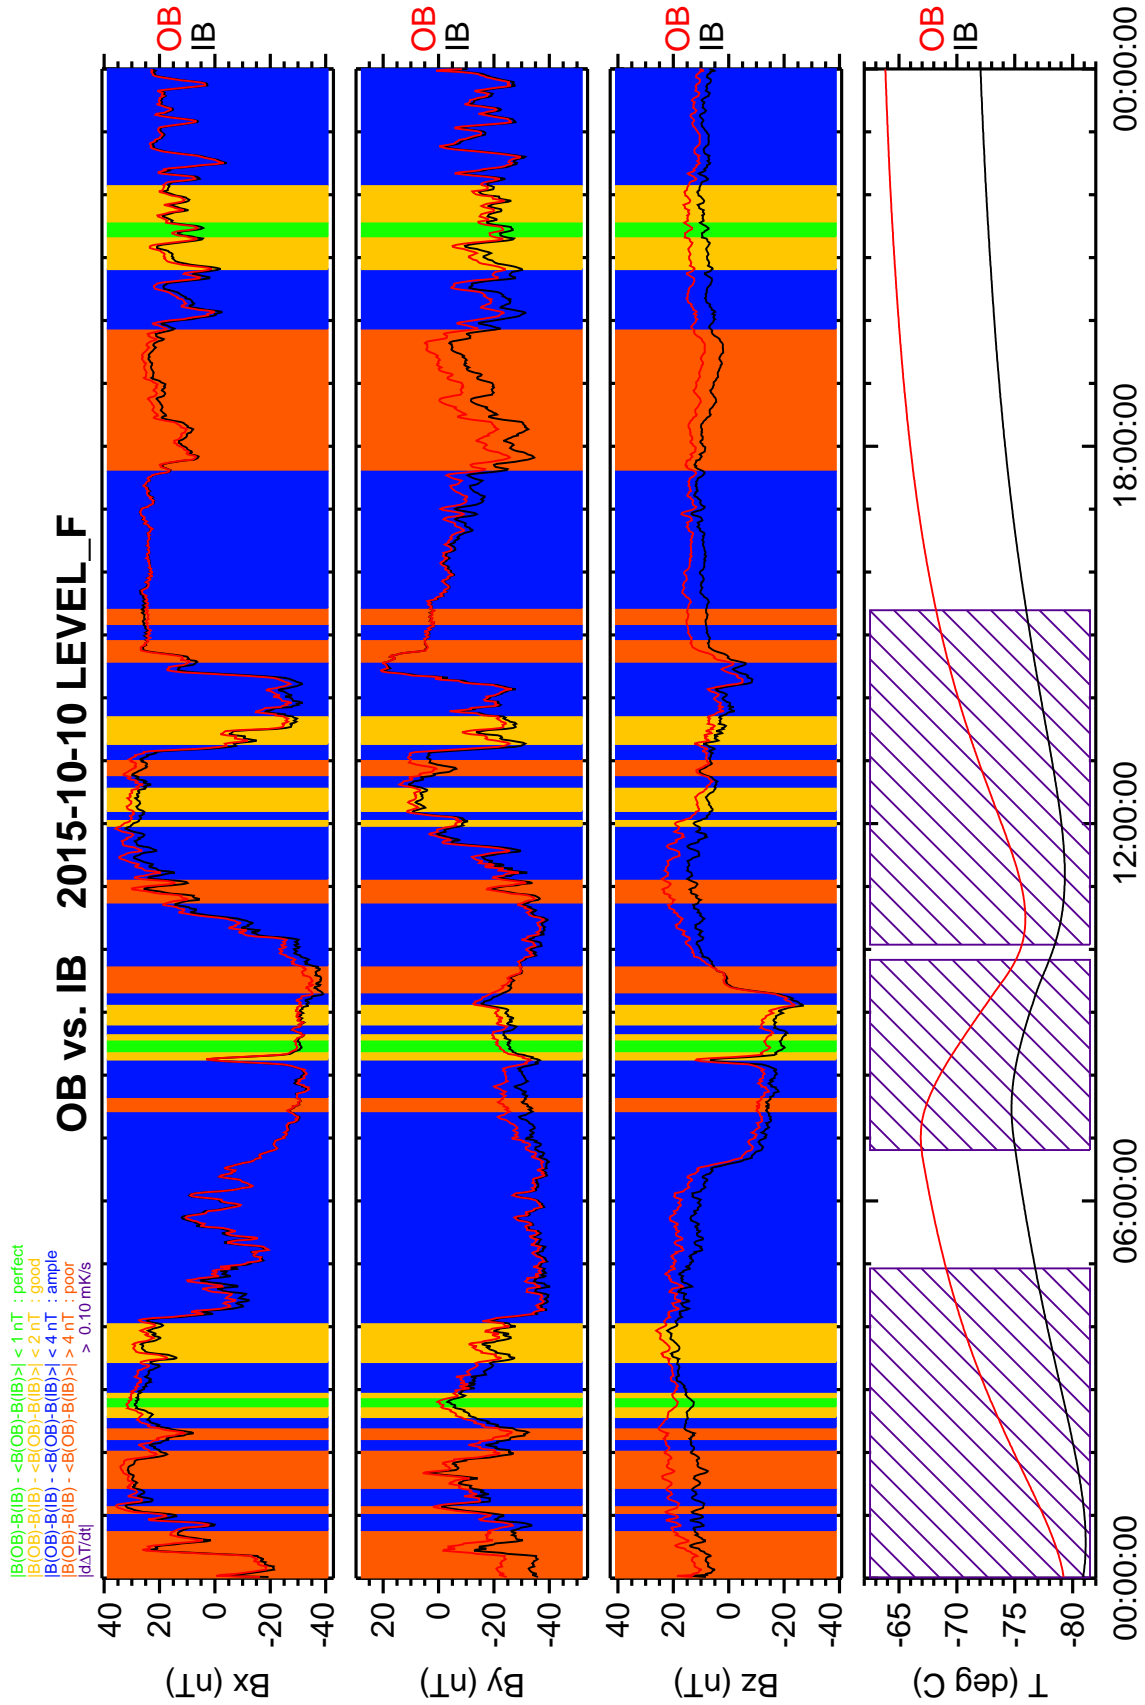 |B(OB)-B(IB) - <B(OB)-B(IB)>| < 1 nT : perfect
|B(OB)-B(IB) - <B(OB)-B(IB)>| < 2 nT : good
|B(OB)-B(IB) - <B(OB)-B(IB)>| < 4 nT : ample
|B(OB)-B(IB) - <B(OB)-B(IB)>| > 4 nT : poor
|dΔT/dt| > 0.10 mK/s
OB vs. IB 2015-10-10 LEVEL_F
Bx (nT)
40
20
0
-20
-40
OB
IB
By (nT)
20
0
-20
-40
OB
IB
Bz (nT)
40
20
0
-20
-40
OB
IB
T (deg C)
-65
-70
-75
-80
OB
IB
00:00:00
06:00:00
12:00:00
18:00:00
00:00:00